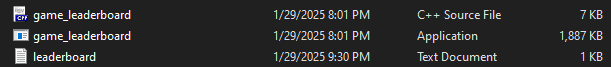 game_leaderboard 1/29/2025 8:01 PM C++ Source File 7 KB
game_leaderboard 1/29/2025 8:01 PM Application 1,887 KB
leaderboard 1/29/2025 9:30 PM Text Document 1 KB